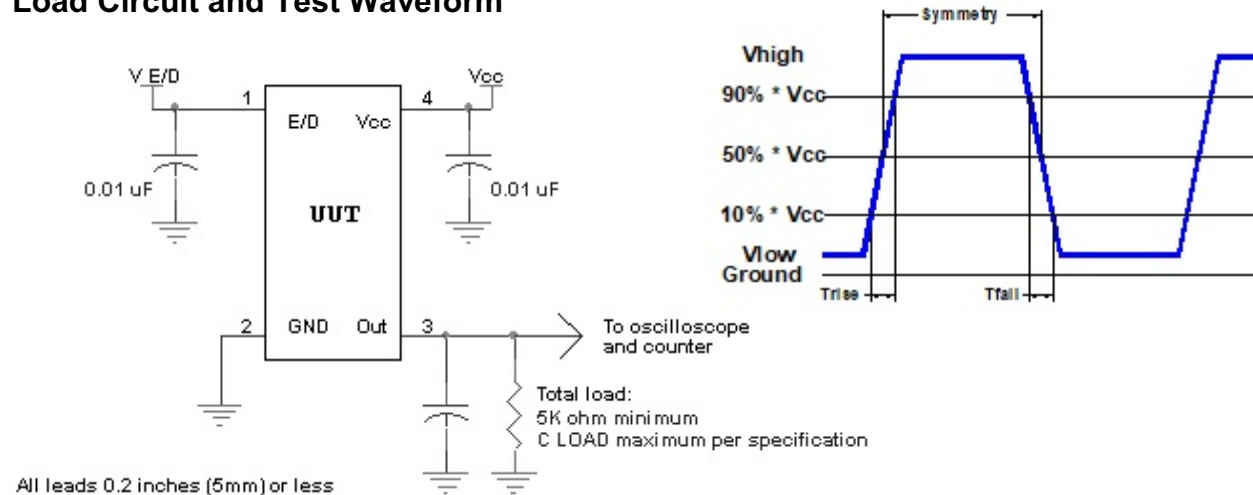 Load Circuit and Test Waveform
V E/D
Vcc
1
4
E/D Vcc
0.01 uF
0.01 uF
UUT
2
GND Out
3
To oscilloscope
and counter
Total load:
5K ohm minimum
C LOAD maximum per specification
All leads 0.2 inches (5mm) or less
Symmetry
Vhigh
90% * Vcc
50% * Vcc
10% * Vcc
Vlow
Ground
Trise
Tfall